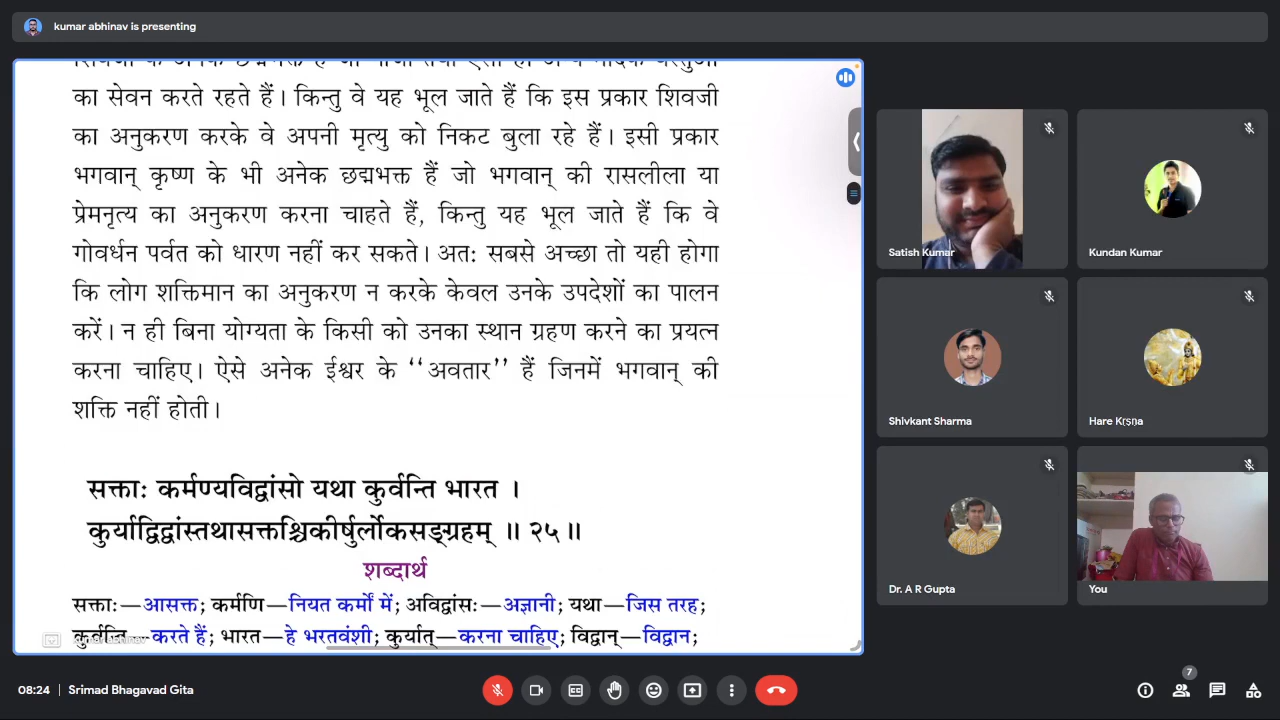 kumar abhinav is presenting
का सेवन करते रहते हैं। किन्तु वे यह भूल जाते हैं कि इस प्रकार शिवजी
का अनुकरण करके वे अपनी मृत्यु को निकट बुला रहे हैं। इसी प्रकार
भगवान् कृष्ण के भी अनेक छद्मभक्त हैं जो भगवान् की रासलीला या
प्रेमनृत्य का अनुकरण करना चाहते हैं, किन्तु यह भूल जाते हैं कि वे
गोवर्धन पर्वत को धारण नहीं कर सकते। अतः सबसे अच्छा तो यही होगा
कि लोग शक्तिमान का अनुकरण न करके केवल उनके उपदेशों का पालन
करें। न ही बिना योग्यता के किसी को उनका स्थान ग्रहण करने का प्रयत्न
करना चाहिए। ऐसे अनेक ईश्वर के ‘‘अवतार’’ हैं जिनमें भगवान् की
शक्ति नहीं होती।
सक्ताः कर्मण्यविद्वांसो यथा कुर्वन्ति भारत ।
कुर्याद्विद्वांस्तथासक्तश्चिकीर्षुर्लोकसङ्ग्रहम् ॥ २५॥
शब्दार्थ
सक्ताः—आसक्त; कर्मणि—नियत कर्मों में; अविद्वांसः—अज्ञानी; यथा—जिस तरह;
कुर्वन्ति—करते हैं; भारत—हे भरतवंशी; कुर्यात्—करना चाहिए; विद्वान्—विद्वान;
Satish Kumar
Kundan Kumar
Shivkant Sharma
Hare Kṛṣṇa
Dr. A R Gupta
You
08:24 | Srimad Bhagavad Gita
7